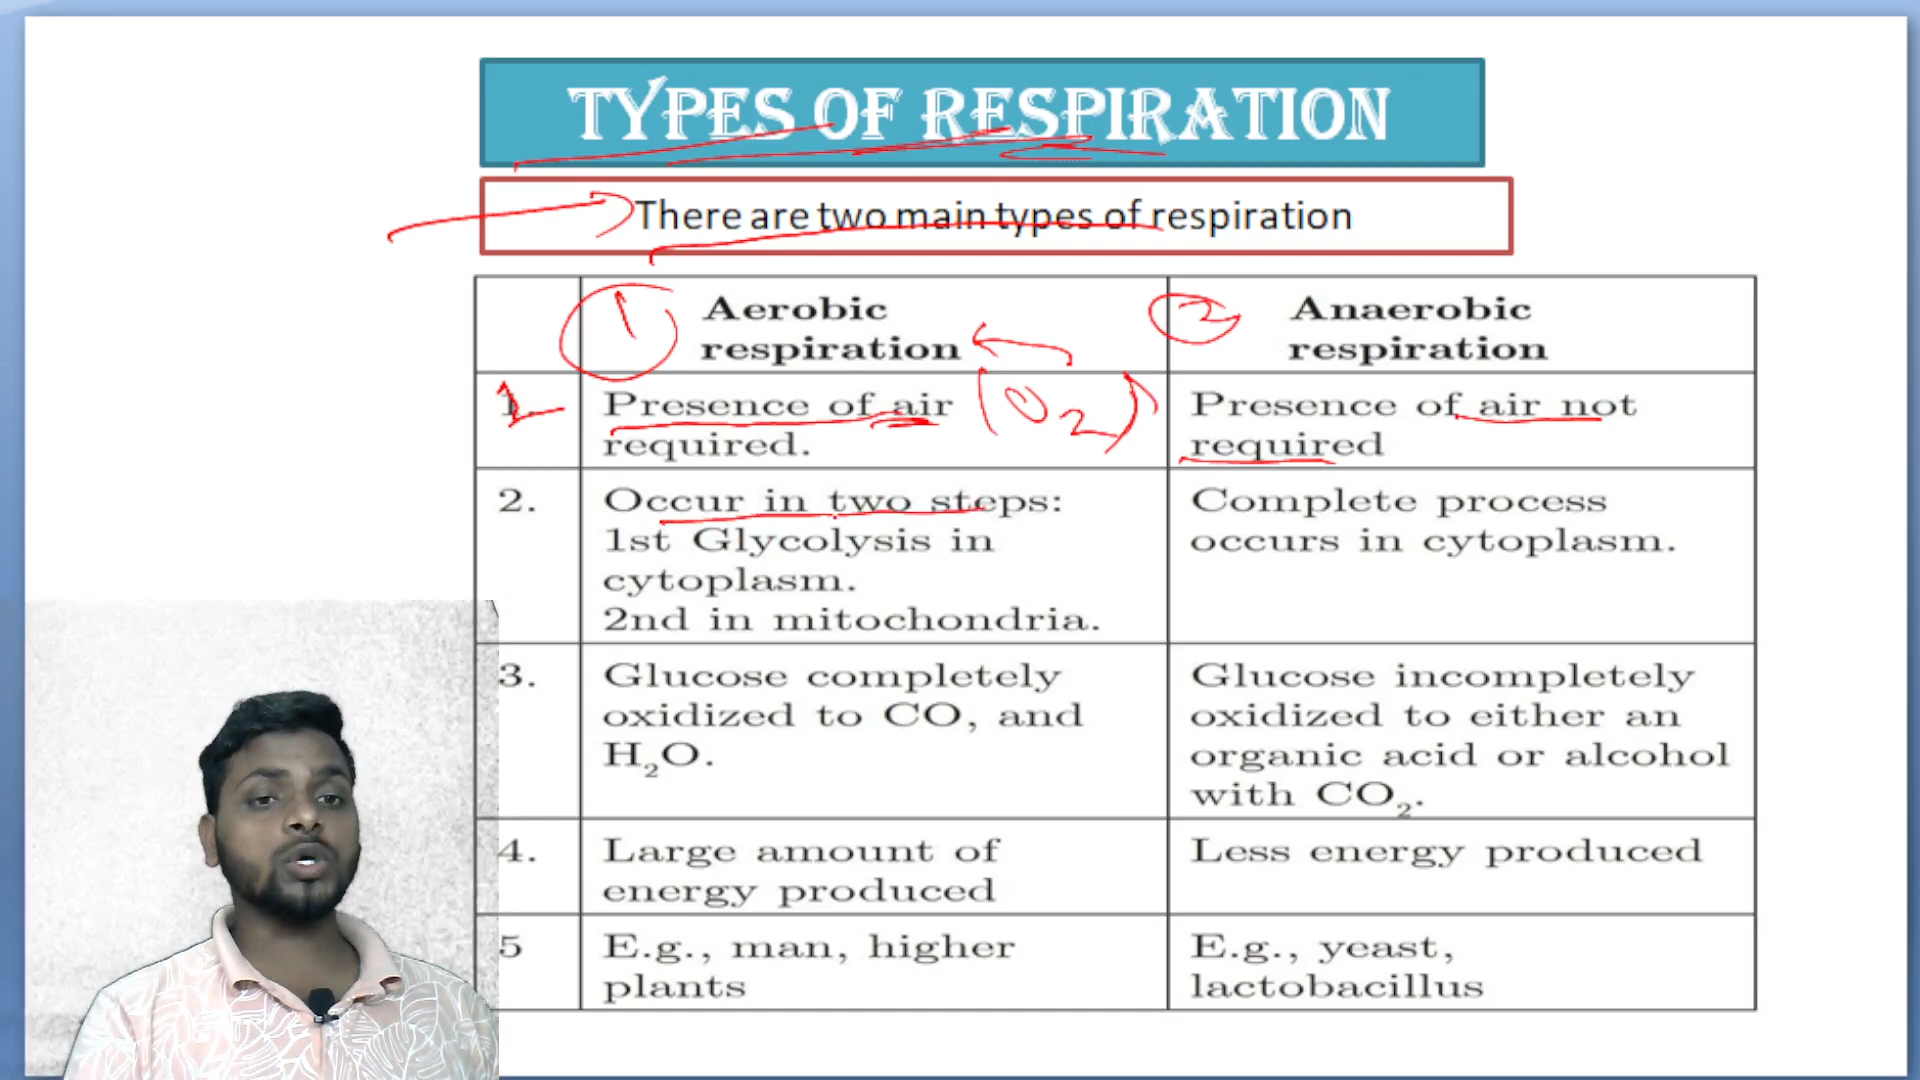 TYPES OF RESPIRATION
There are two main types of respiration
1
Aerobic
respiration
2
Anaerobic
respiration
1.
Presence of air
required.
(O2)
Presence of air not
required
2.
Occur in two steps:
1st Glycolysis in
cytoplasm.
2nd in mitochondria.
Complete process
occurs in cytoplasm.
3.
Glucose completely
oxidized to CO, and
H₂O.
Glucose incompletely
oxidized to either an
organic acid or alcohol
with CO₂.
4.
Large amount of
energy produced
Less energy produced
5
E.g., man, higher
plants
E.g., yeast,
lactobacillus